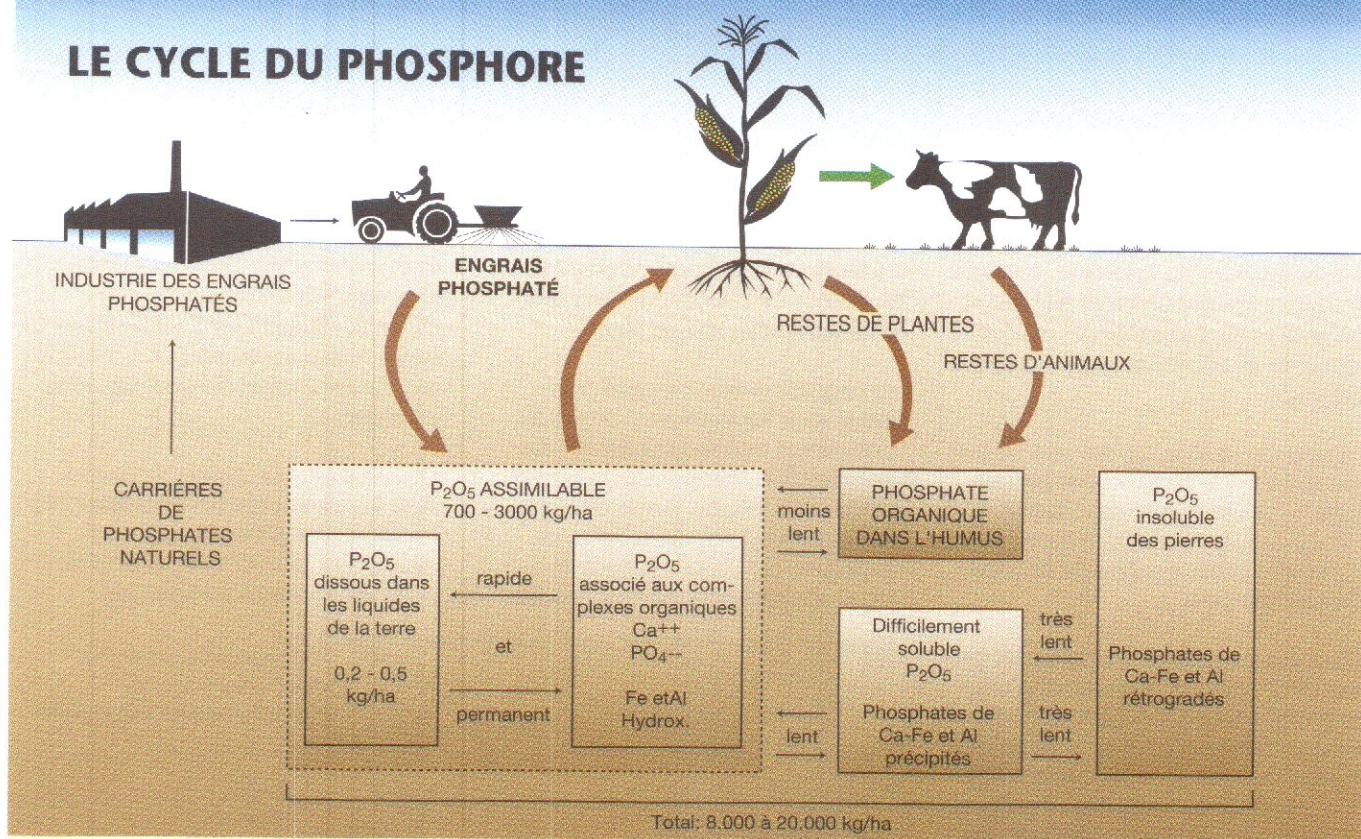 LE CYCLE DU PHOSPHORE
INDUSTRIE DES ENGRAIS
PHOSPHATÉS
ENGRAIS
PHOSPHATÉ
RESTES DE PLANTES
RESTES D'ANIMAUX
CARRIÉRES
DE
PHOSPHATES
NATURELS
P₂O₅ ASSIMILABLE
700 - 3000 kg/ha
P₂O₅
dissous dans
les liquides
de la terre
0,2 - 0,5
kg/ha
rapide
et
permanent
P₂O₅
associé aux com-
plexes organiques
Ca++
PO₄--
Fe etAl
Hydrox.
moins
lent
PHOSPHATE
ORGANIQUE
DANS L'HUMUS
lent
Difficilement
soluble
P₂O₅
Phosphates de
Ca-Fe et Al
précipités
très
lent
très
lent
P₂O₅
insoluble
des pierres
Phosphates de
Ca-Fe et Al
rétrogradés
Total: 8.000 à 20.000 kg/ha